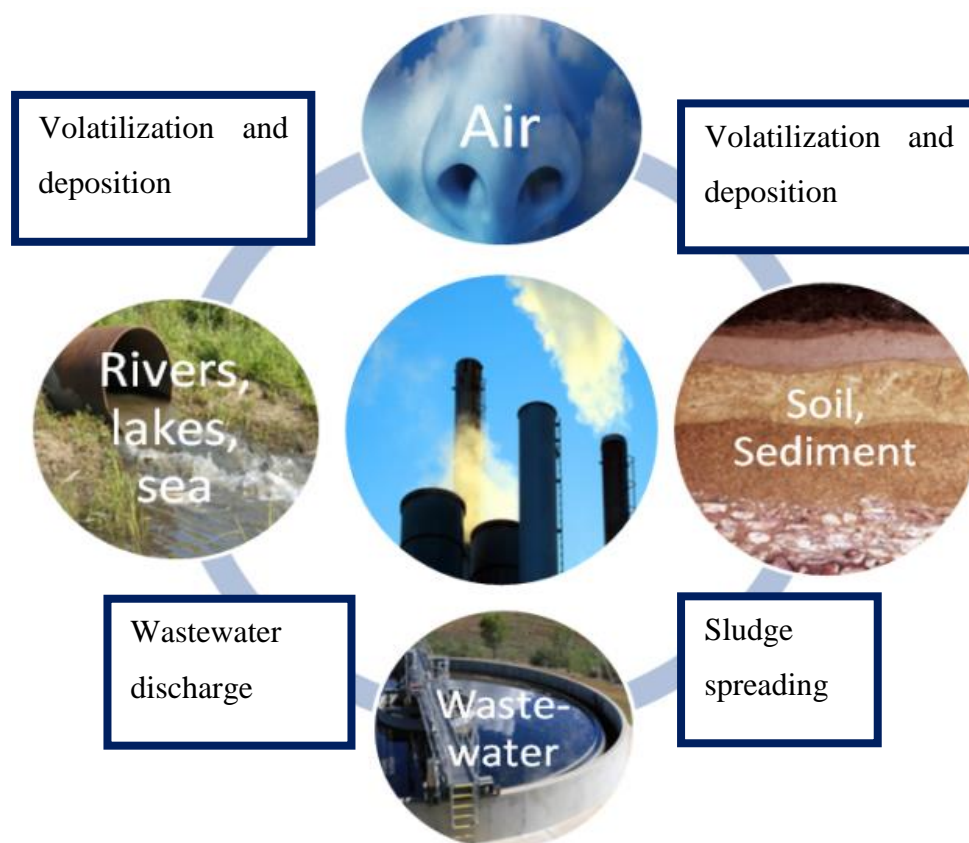 Air
Volatilization and
deposition
Volatilization and
deposition
Rivers,
lakes,
sea
Soil,
Sediment
Wastewater
discharge
Sludge
spreading
Waste-
water